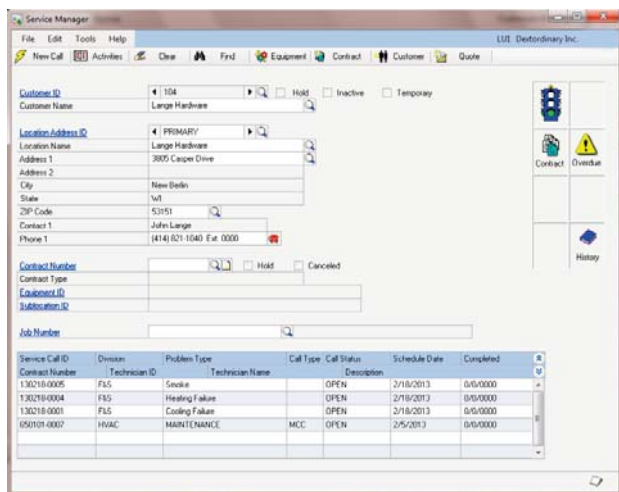 Service Manager
File Edit Tools Help LUI Dextordinary Inc.
New Call Activities Clear Find Equipment Contract Customer Quote
Customer ID 104 Hold Inactive Temporary
Customer Name Lange Hardware
Location Address ID PRIMARY
Location Name Lange Hardware
Address 1 3805 Casper Drive
Address 2
City New Berlin
State WI
ZIP Code 53151
Contact 1 John Lange
Phone 1 (414) 821-1040 Ext. 0000
Contract Overdue
History
Contract Number Hold Canceled
Contract Type
Equipment ID
Sublocation ID
Job Number
Service Call ID Division Problem Type Call Type Call Status Schedule Date Completed
Contract Number Technician ID Technician Name Description
130218-0005 F&S Smoke OPEN 2/18/2013 0/0/0000
130218-0004 F&S Heating Failure OPEN 2/18/2013 0/0/0000
130218-0001 F&S Cooling Failure OPEN 2/18/2013 0/0/0000
650101-0007 HVAC MAINTENANCE MCC OPEN 2/5/2013 0/0/0000